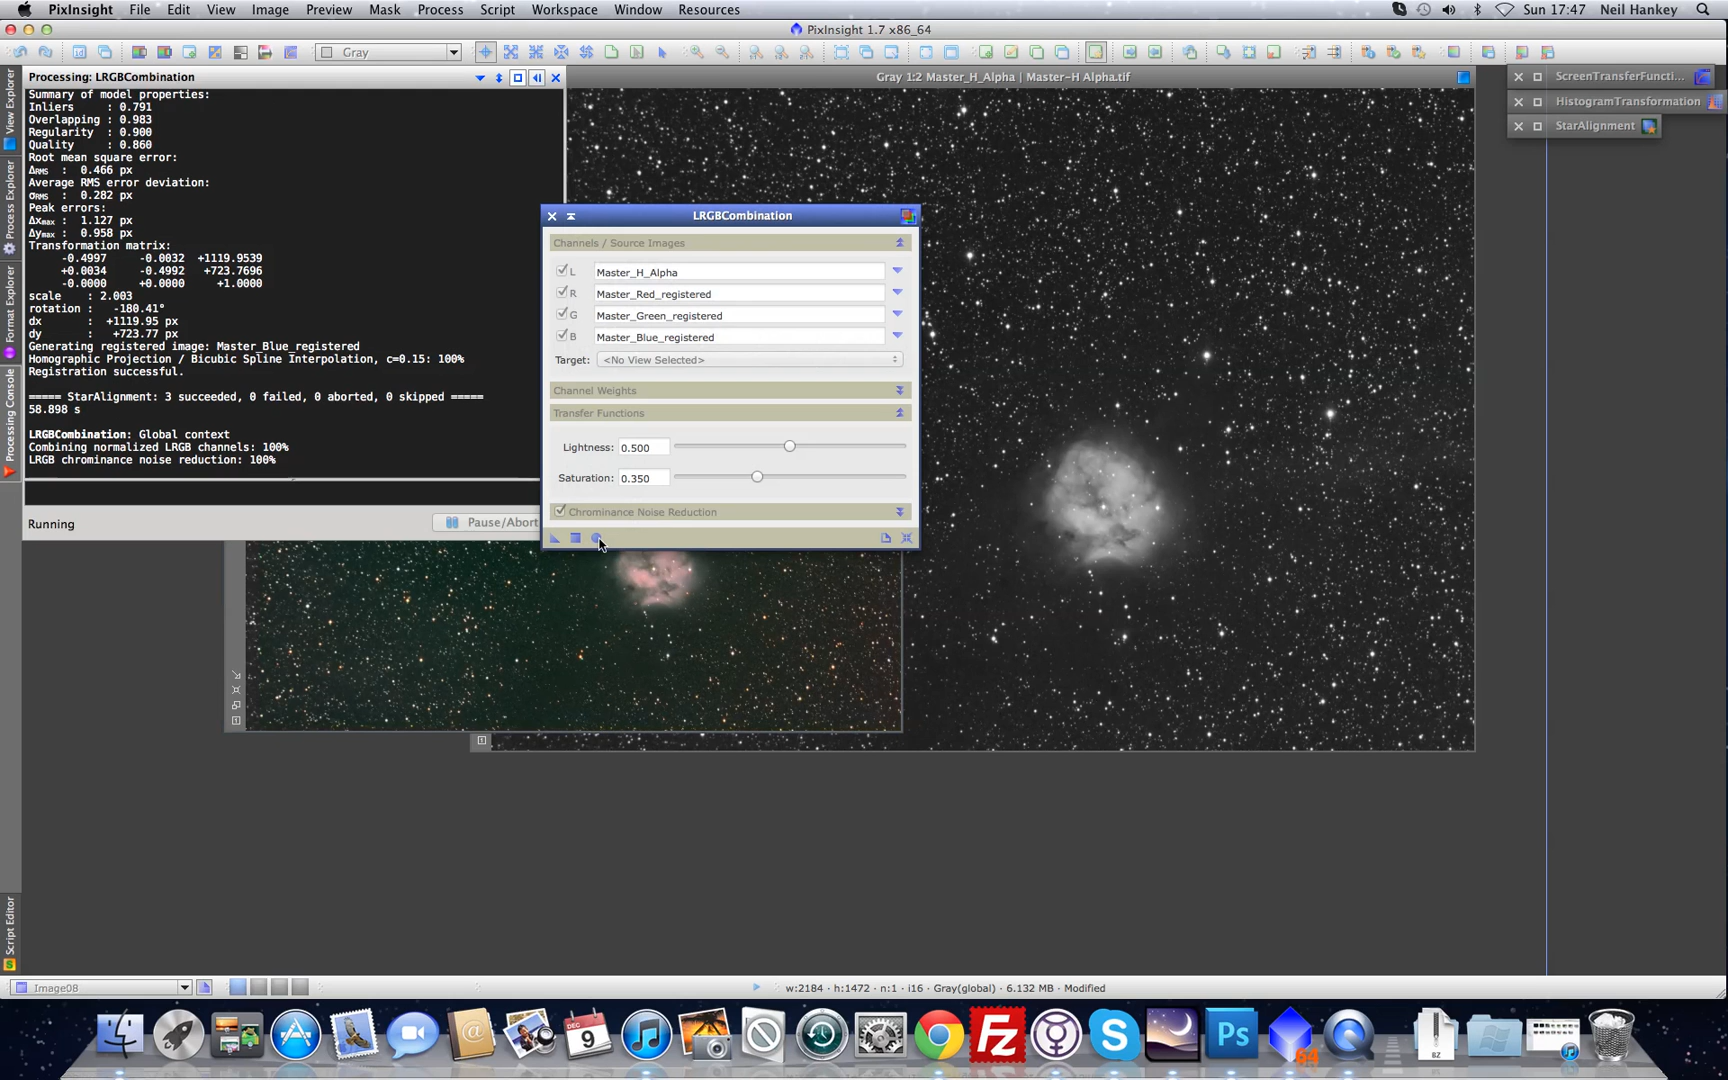 PixInsight File Edit View Image Preview Mask Process Script Workspace Window Resources
Sun 17:47 Neil Hankey
PixInsight 1.7 x86_64
Gray
Processing: LRGBCombination
Summary of model properties:
Inliers : 0.791
Overlapping : 0.983
Regularity : 0.900
Quality : 0.860
Root mean square error:
ΔRMS : 0.466 px
Average RMS error deviation:
σRMS : 0.282 px
Peak errors:
Δxmax : 1.127 px
Δymax : 0.958 px
Transformation matrix:
-0.4997 -0.0032 +1119.9539
+0.0034 -0.4992 +723.7696
-0.0000 +0.0000 +1.0000
scale : 2.003
rotation : -180.41°
dx : +1119.95 px
dy : +723.77 px
Generating registered image: Master_Blue_registered
Homographic Projection / Bicubic Spline Interpolation, c=0.15: 100%
Registration successful.
===== StarAlignment: 3 succeeded, 0 failed, 0 aborted, 0 skipped =====
58.898 s
LRGBCombination: Global context
Combining normalized LRGB channels: 100%
LRGB chrominance noise reduction: 100%
Running
Pause/Abort
View Explorer
Process Explorer
Format Explorer
Processing Console
Script Editor
Gray 1:2 Master_H_Alpha | Master-H Alpha.tif
ScreenTransferFuncti...
HistogramTransformation
StarAlignment
LRGBCombination
Channels / Source Images
L Master_H_Alpha
R Master_Red_registered
G Master_Green_registered
B Master_Blue_registered
Target: <No View Selected>
Channel Weights
Transfer Functions
Lightness: 0.500
Saturation: 0.350
Chrominance Noise Reduction
Image08
w:2184 · h:1472 · n:1 · i16 · Gray(global) · 6.132 MB · Modified
DEC
9
Fz
S
Ps
64
BZ